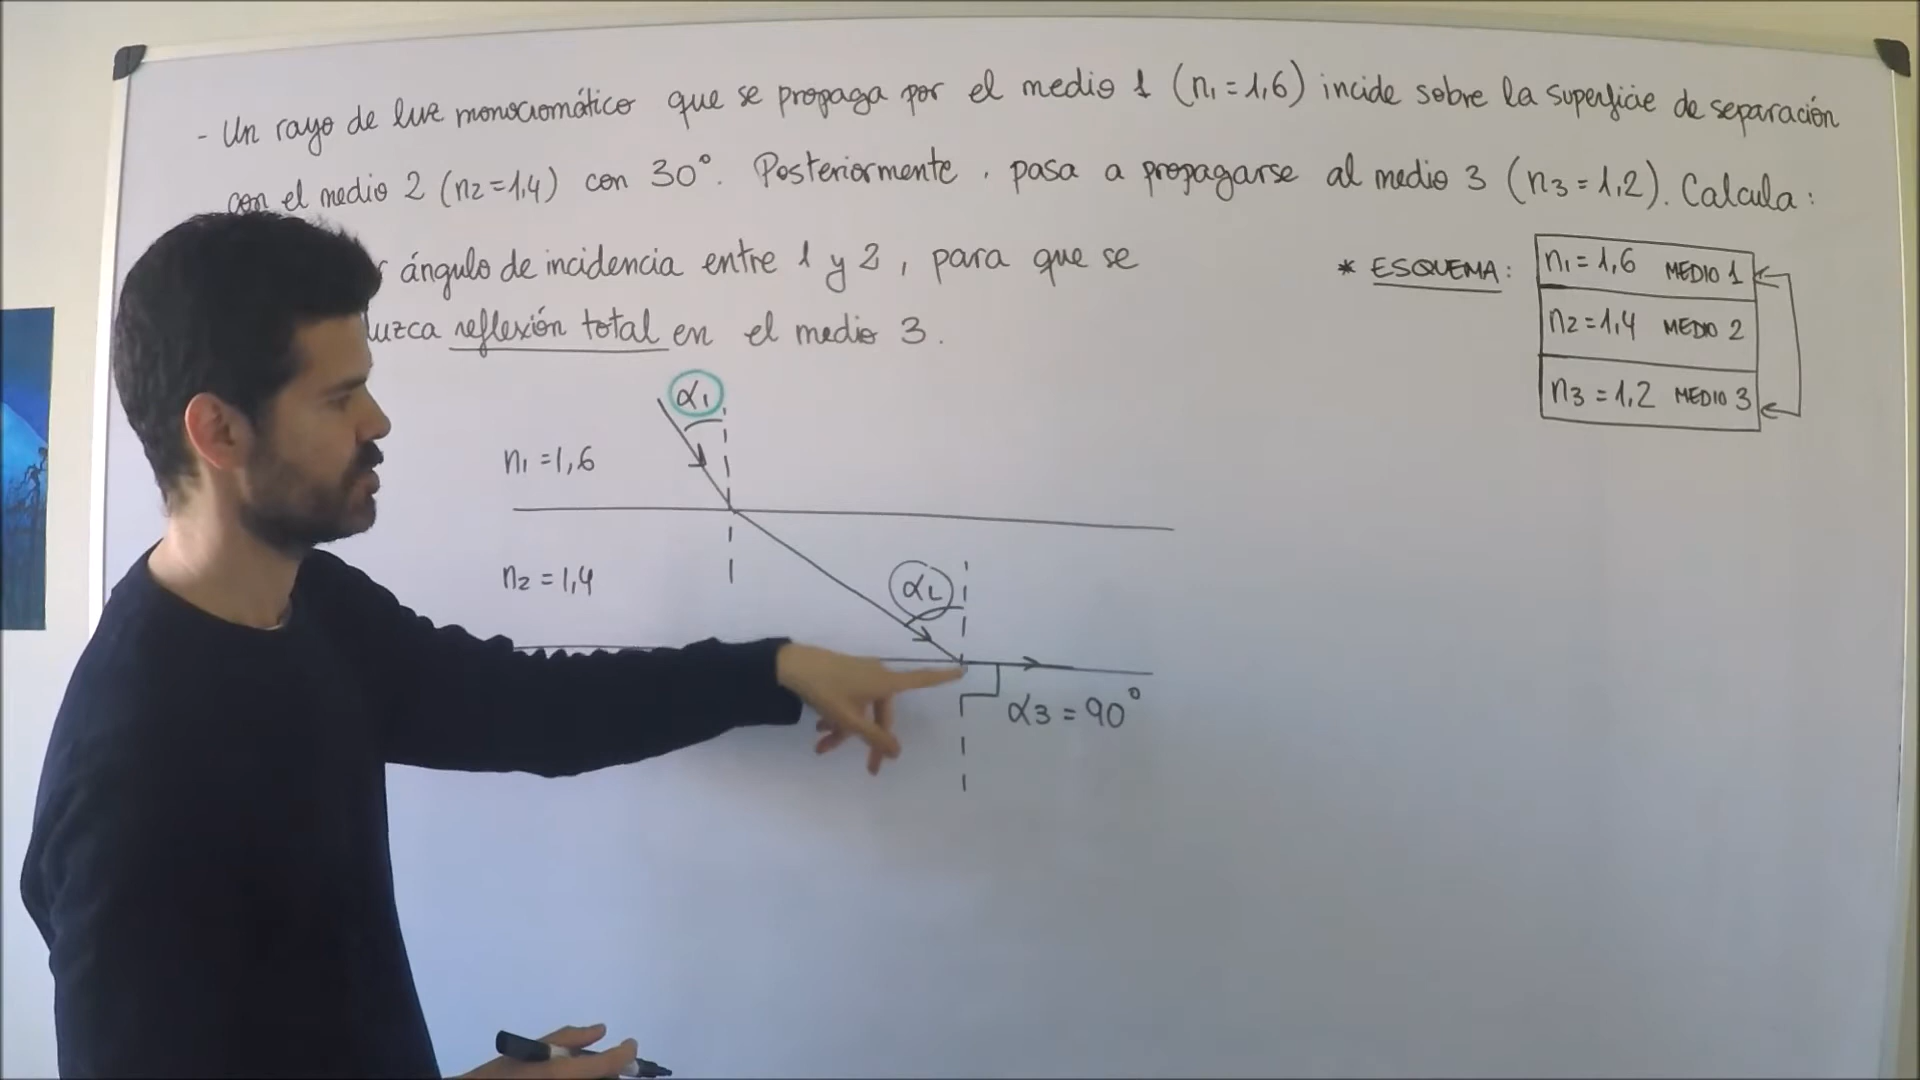 - Un rayo de luz monocromático que se propaga por el medio 1 (n1 = 1,6) incide sobre la superficie de separación
con el medio 2 (n2=1,4) con 30°. Posteriormente, pasa a propagarse al medio 3 (n3=1,2). Calcula:
ángulo de incidencia entre 1 y 2, para que se
reflexión total en el medio 3.
* ESQUEMA:
n1=1,6 MEDIO 1
n2=1,4 MEDIO 2
n3=1,2 MEDIO 3
α1
n1=1,6
n2=1,4
αL
α3=90°